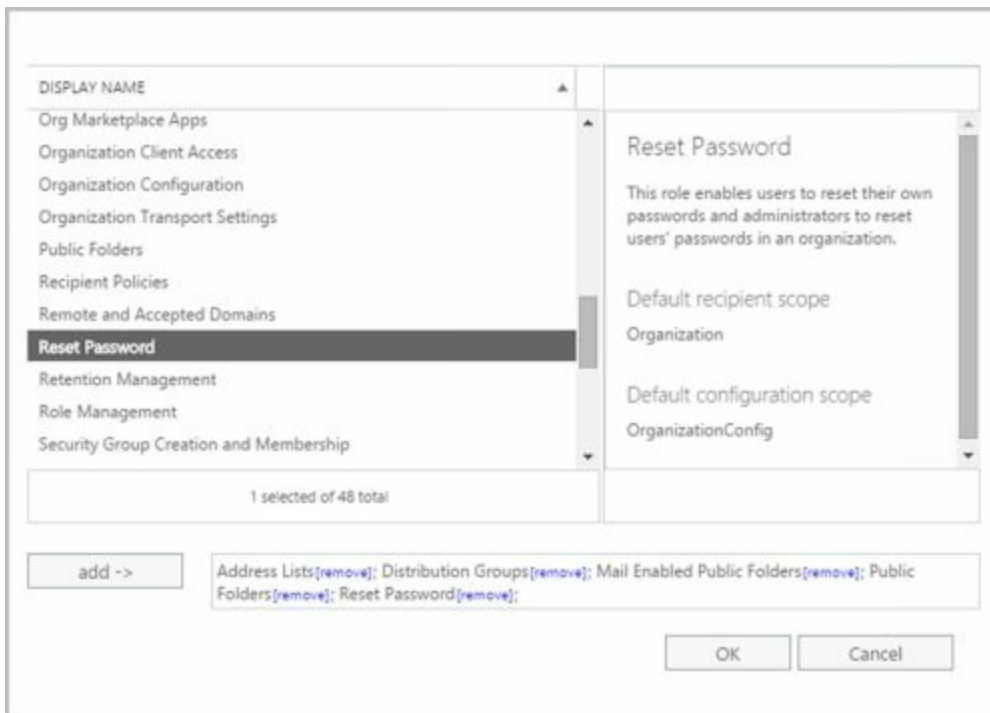 DISPLAY NAME
Org Marketplace Apps
Organization Client Access
Organization Configuration
Organization Transport Settings
Public Folders
Recipient Policies
Remote and Accepted Domains
Reset Password
Retention Management
Role Management
Security Group Creation and Membership
1 selected of 48 total
Reset Password
This role enables users to reset their own
passwords and administrators to reset
users' passwords in an organization.
Default recipient scope
Organization
Default configuration scope
OrganizationConfig
add ->
Address Lists[remove]; Distribution Groups[remove]; Mail Enabled Public Folders[remove]; Public
Folders[remove]; Reset Password[remove];
OK
Cancel